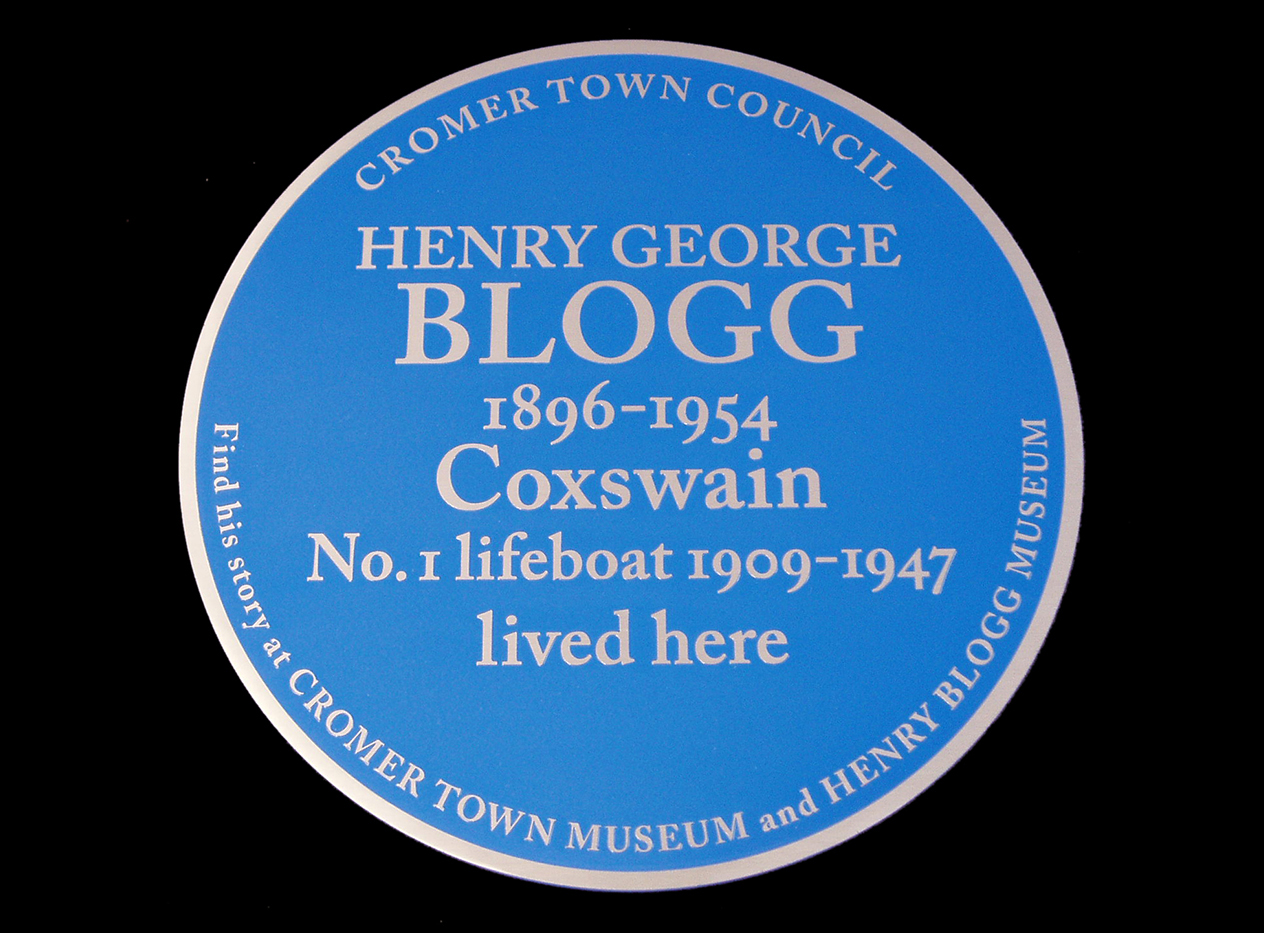 CROMER TOWN COUNCIL
HENRY GEORGE
BLOGG
1896-1954
Coxswain
No. 1 lifeboat 1909-1947
lived here
Find his story at CROMER TOWN MUSEUM and HENRY BLOGG MUSEUM